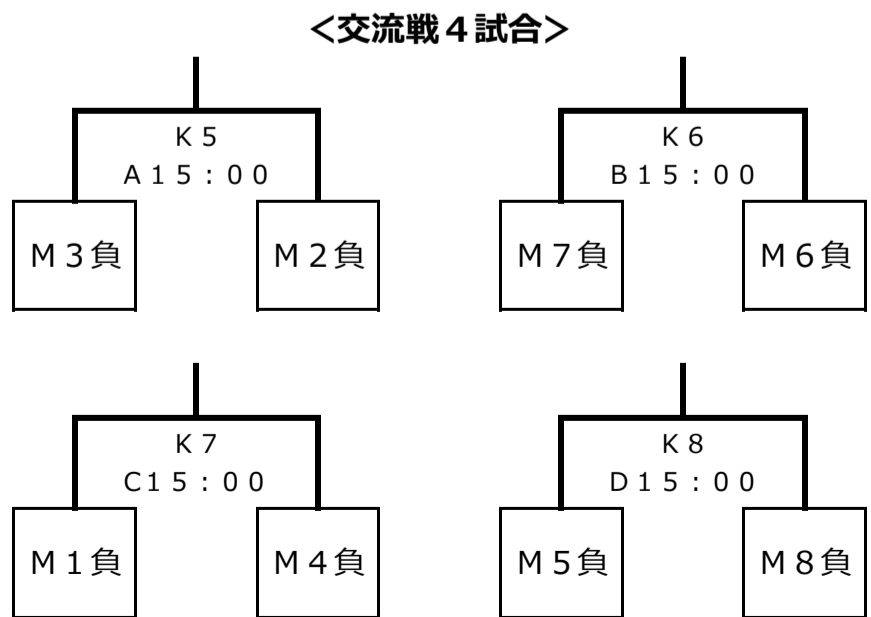 ＜交流戦４試合＞
Ｋ５
Ａ１５：００
Ｍ３負
Ｍ２負
Ｋ６
Ｂ１５：００
Ｍ７負
Ｍ６負
Ｋ７
C１５：００
Ｍ１負
Ｍ４負
Ｋ８
Ｄ１５：００
Ｍ５負
Ｍ８負